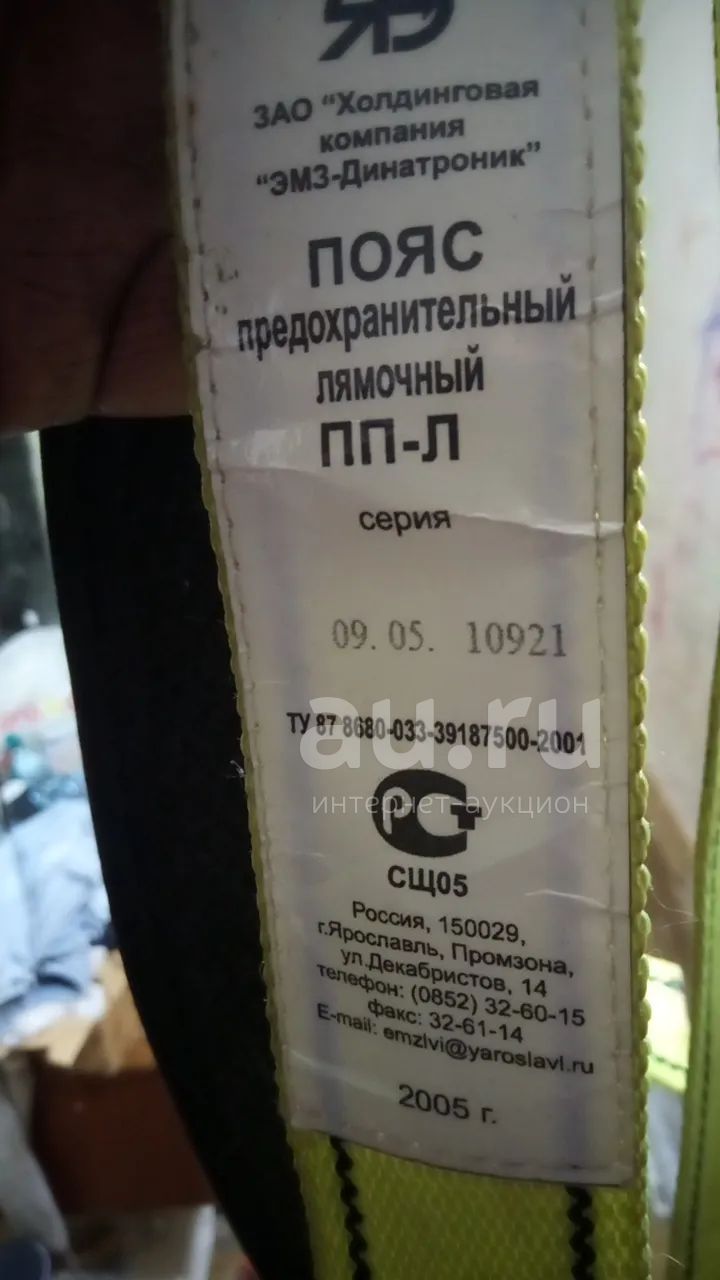 ЯЭ
ЗАО "Холдинговая
компания
"ЭМЗ-Динатроник"
ПОЯС
предохранительный
лямочный
ПП-Л
серия
09.05. 10921
ТУ 87 8680-033-39187500-2001
au.ru
интернет-аукцион
РСТ
СЩ05
Россия, 150029,
г.Ярославль, Промзона,
ул.Декабристов, 14
телефон: (0852) 32-60-15
факс: 32-61-14
E-mail: emzlvi@yaroslavl.ru
2005 г.